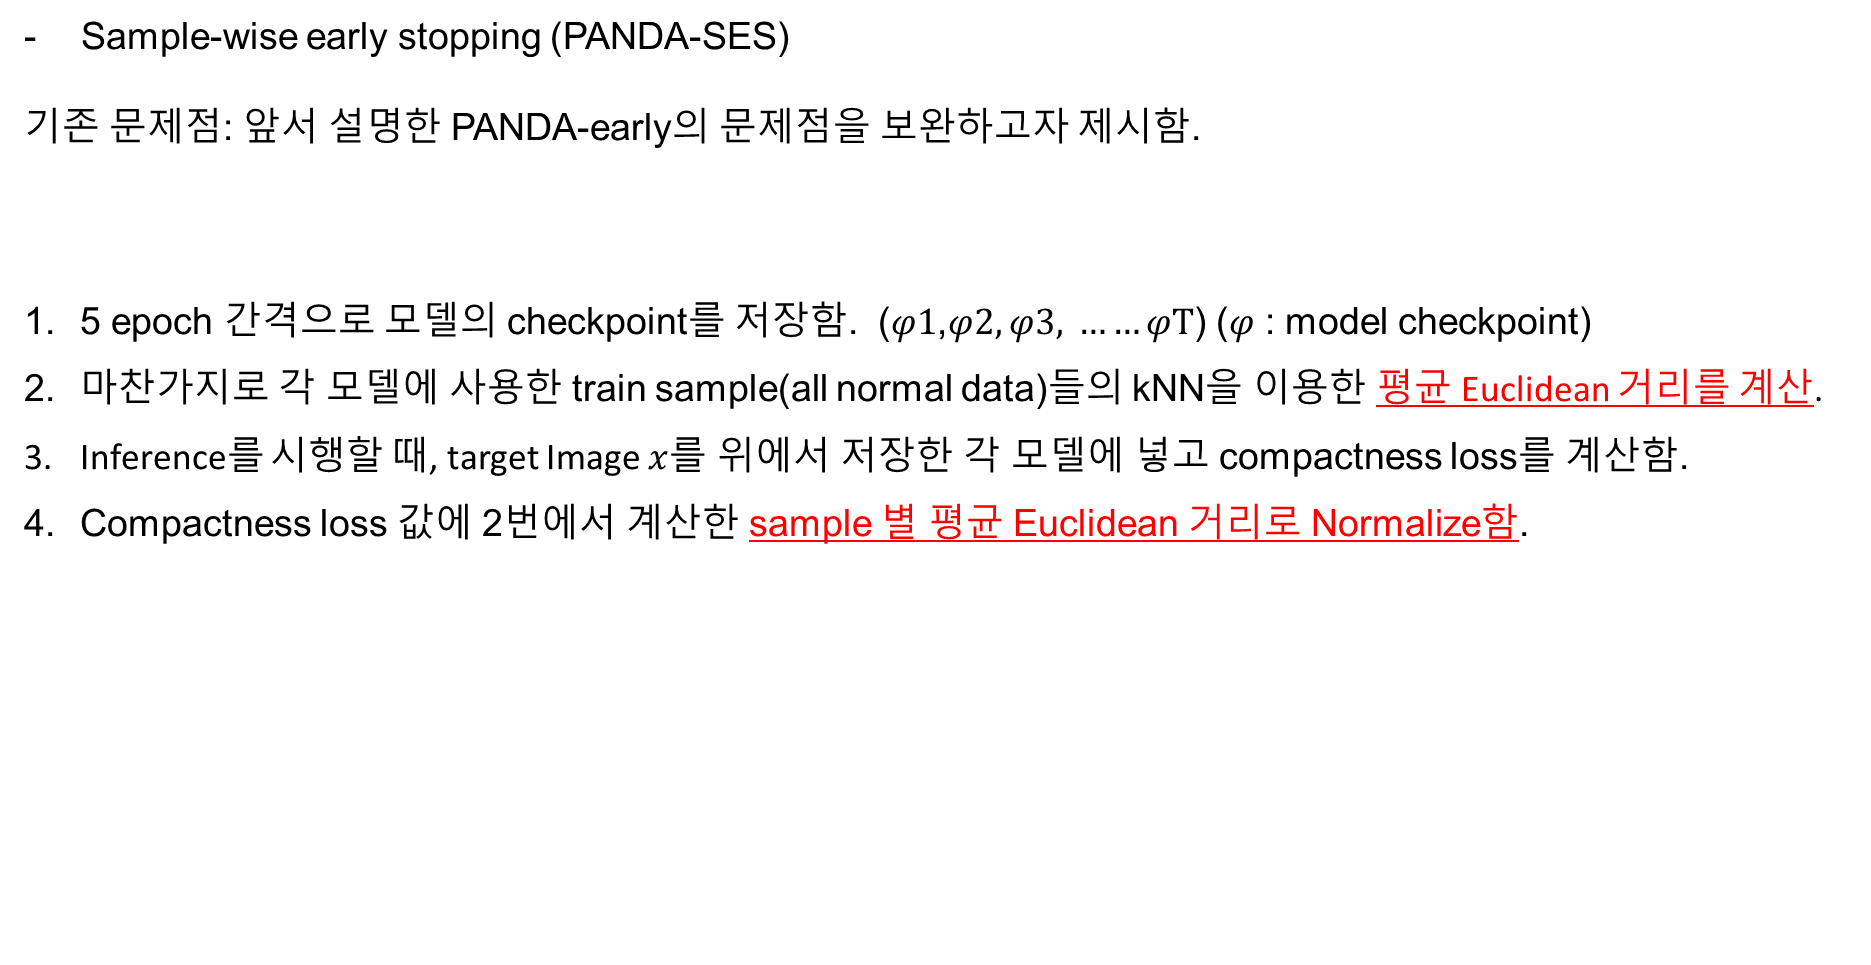 - Sample-wise early stopping (PANDA-SES)
기존 문제점: 앞서 설명한 PANDA-early의 문제점을 보완하고자 제시함.
1. 5 epoch 간격으로 모델의 checkpoint를 저장함. (𝜑1,𝜑2, 𝜑3, … … 𝜑T) (𝜑 : model checkpoint)
2. 마찬가지로 각 모델에 사용한 train sample(all normal data)들의 kNN을 이용한 평균 Euclidean 거리를 계산.
3. Inference를 시행할 때, target Image 𝑥를 위에서 저장한 각 모델에 넣고 compactness loss를 계산함.
4. Compactness loss 값에 2번에서 계산한 sample 별 평균 Euclidean 거리로 Normalize함.